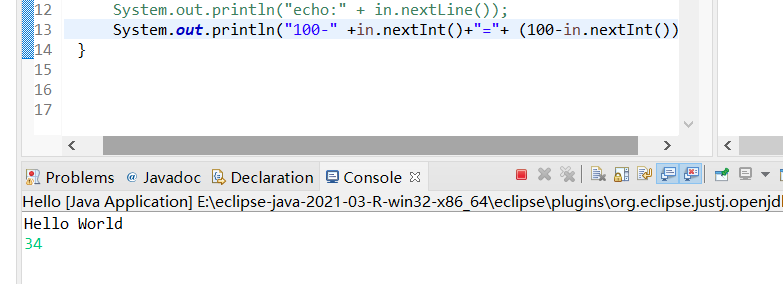 12 System.out.println("echo:" + in.nextLine());
13 System.out.println("100-" +in.nextInt()+"="+ (100-in.nextInt())
14 }
15
16
17
Problems @ Javadoc Declaration Console
Hello [Java Application] E:\eclipse-java-2021-03-R-win32-x86_64\eclipse\plugins\org.eclipse.justj.openjd
Hello World
34